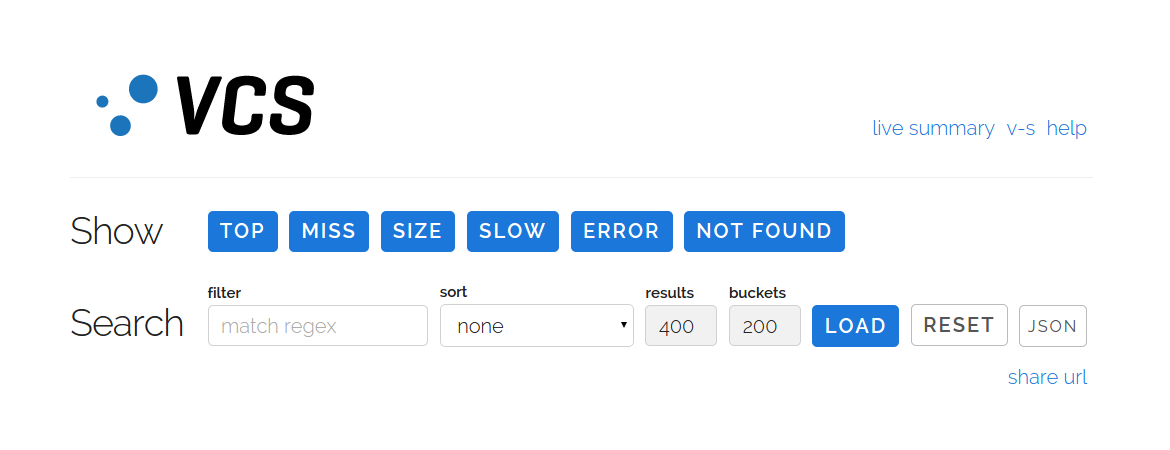 VCS
live summary v-s help
Show TOP MISS SIZE SLOW ERROR NOT FOUND
filter sort results buckets
Search match regex none 400 200 LOAD RESET JSON
share url